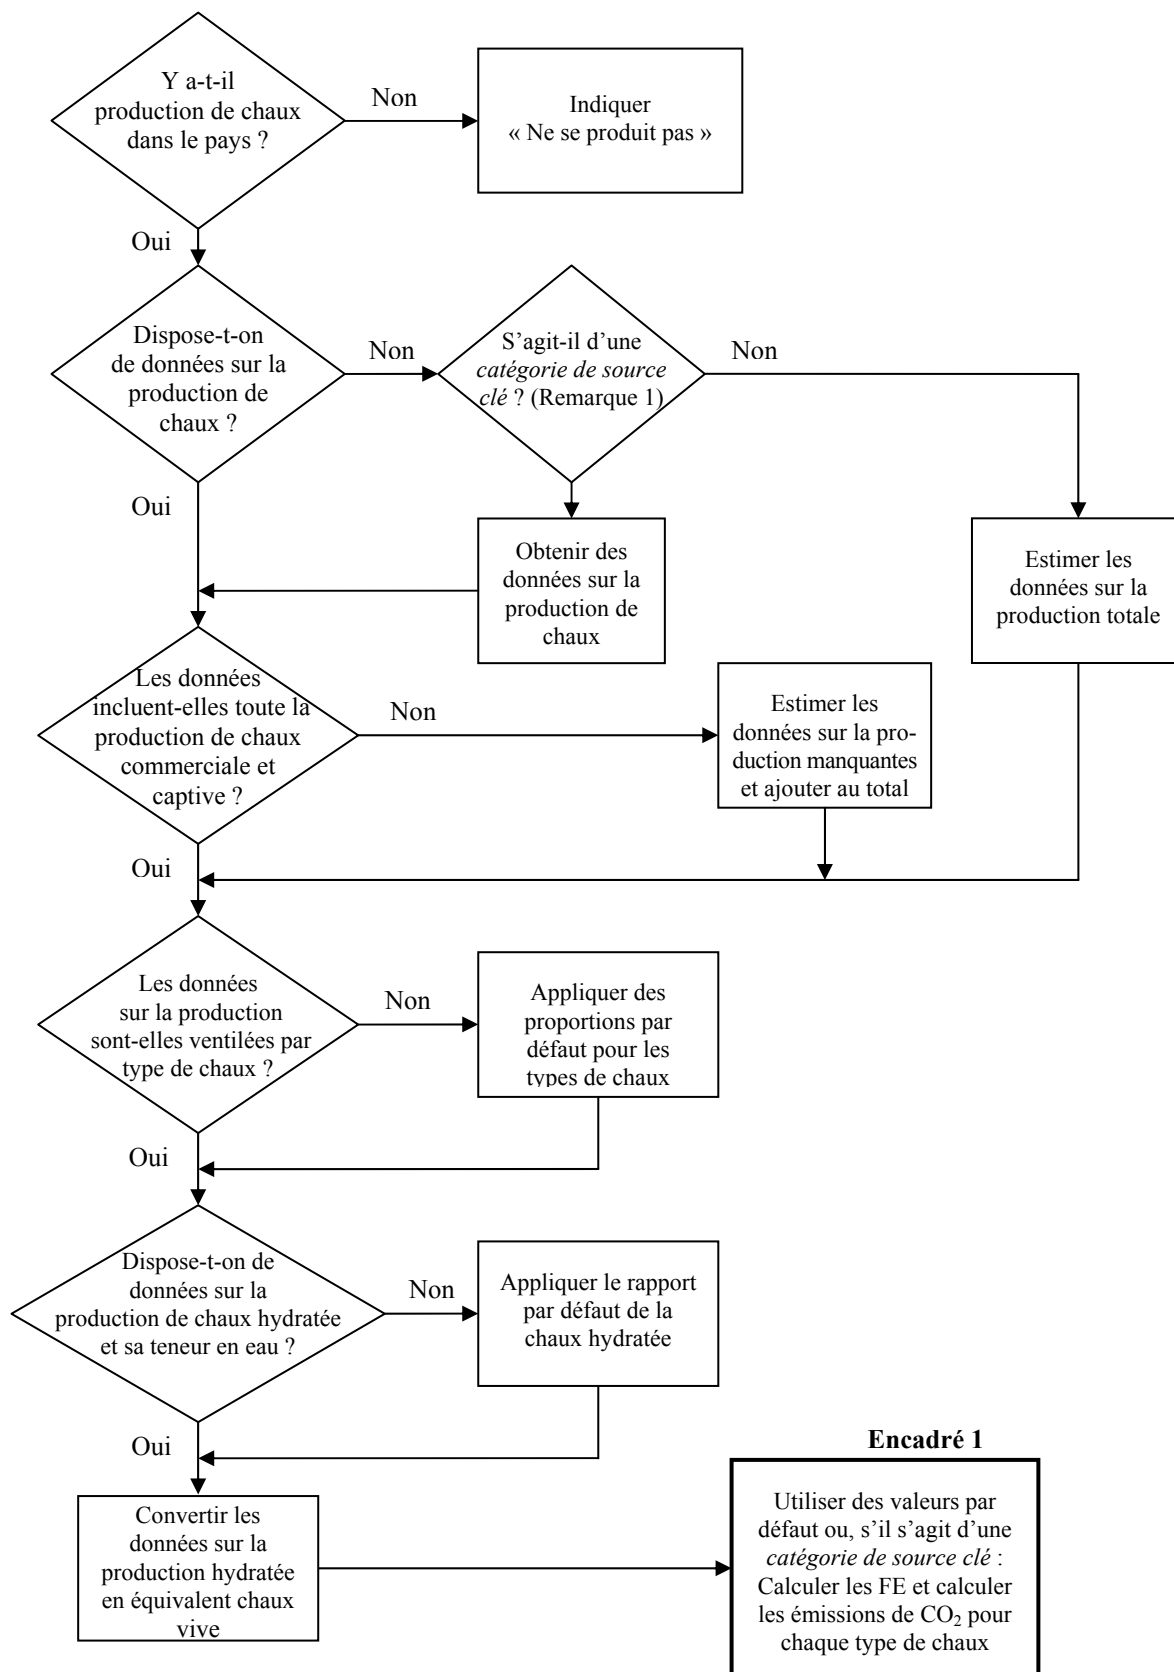 Y a-t-il
production de chaux
dans le pays ?
Non
Indiquer
« Ne se produit pas »
Oui
Dispose-t-on
de données sur la
production de
chaux ?
Non
S’agit-il d’une
catégorie de source
clé ? (Remarque 1)
Non
Oui
Obtenir des
données sur la
production de
chaux
Estimer les
données sur la
production totale
Les données
incluent-elles toute la
production de chaux
commerciale et
captive ?
Non
Estimer les
données sur la pro-
duction manquantes
et ajouter au total
Oui
Les données
sur la production
sont-elles ventilées par
type de chaux ?
Non
Appliquer des
proportions par
défaut pour les
types de chaux
Oui
Dispose-t-on de
données sur la
production de chaux hydratée
et sa teneur en eau ?
Non
Appliquer le rapport
par défaut de la
chaux hydratée
Oui
Convertir les
données sur la
production hydratée
en équivalent chaux
vive
Encadré 1
Utiliser des valeurs par
défaut ou, s’il s’agit d’une
catégorie de source clé :
Calculer les FE et calculer
les émissions de CO₂ pour
chaque type de chaux